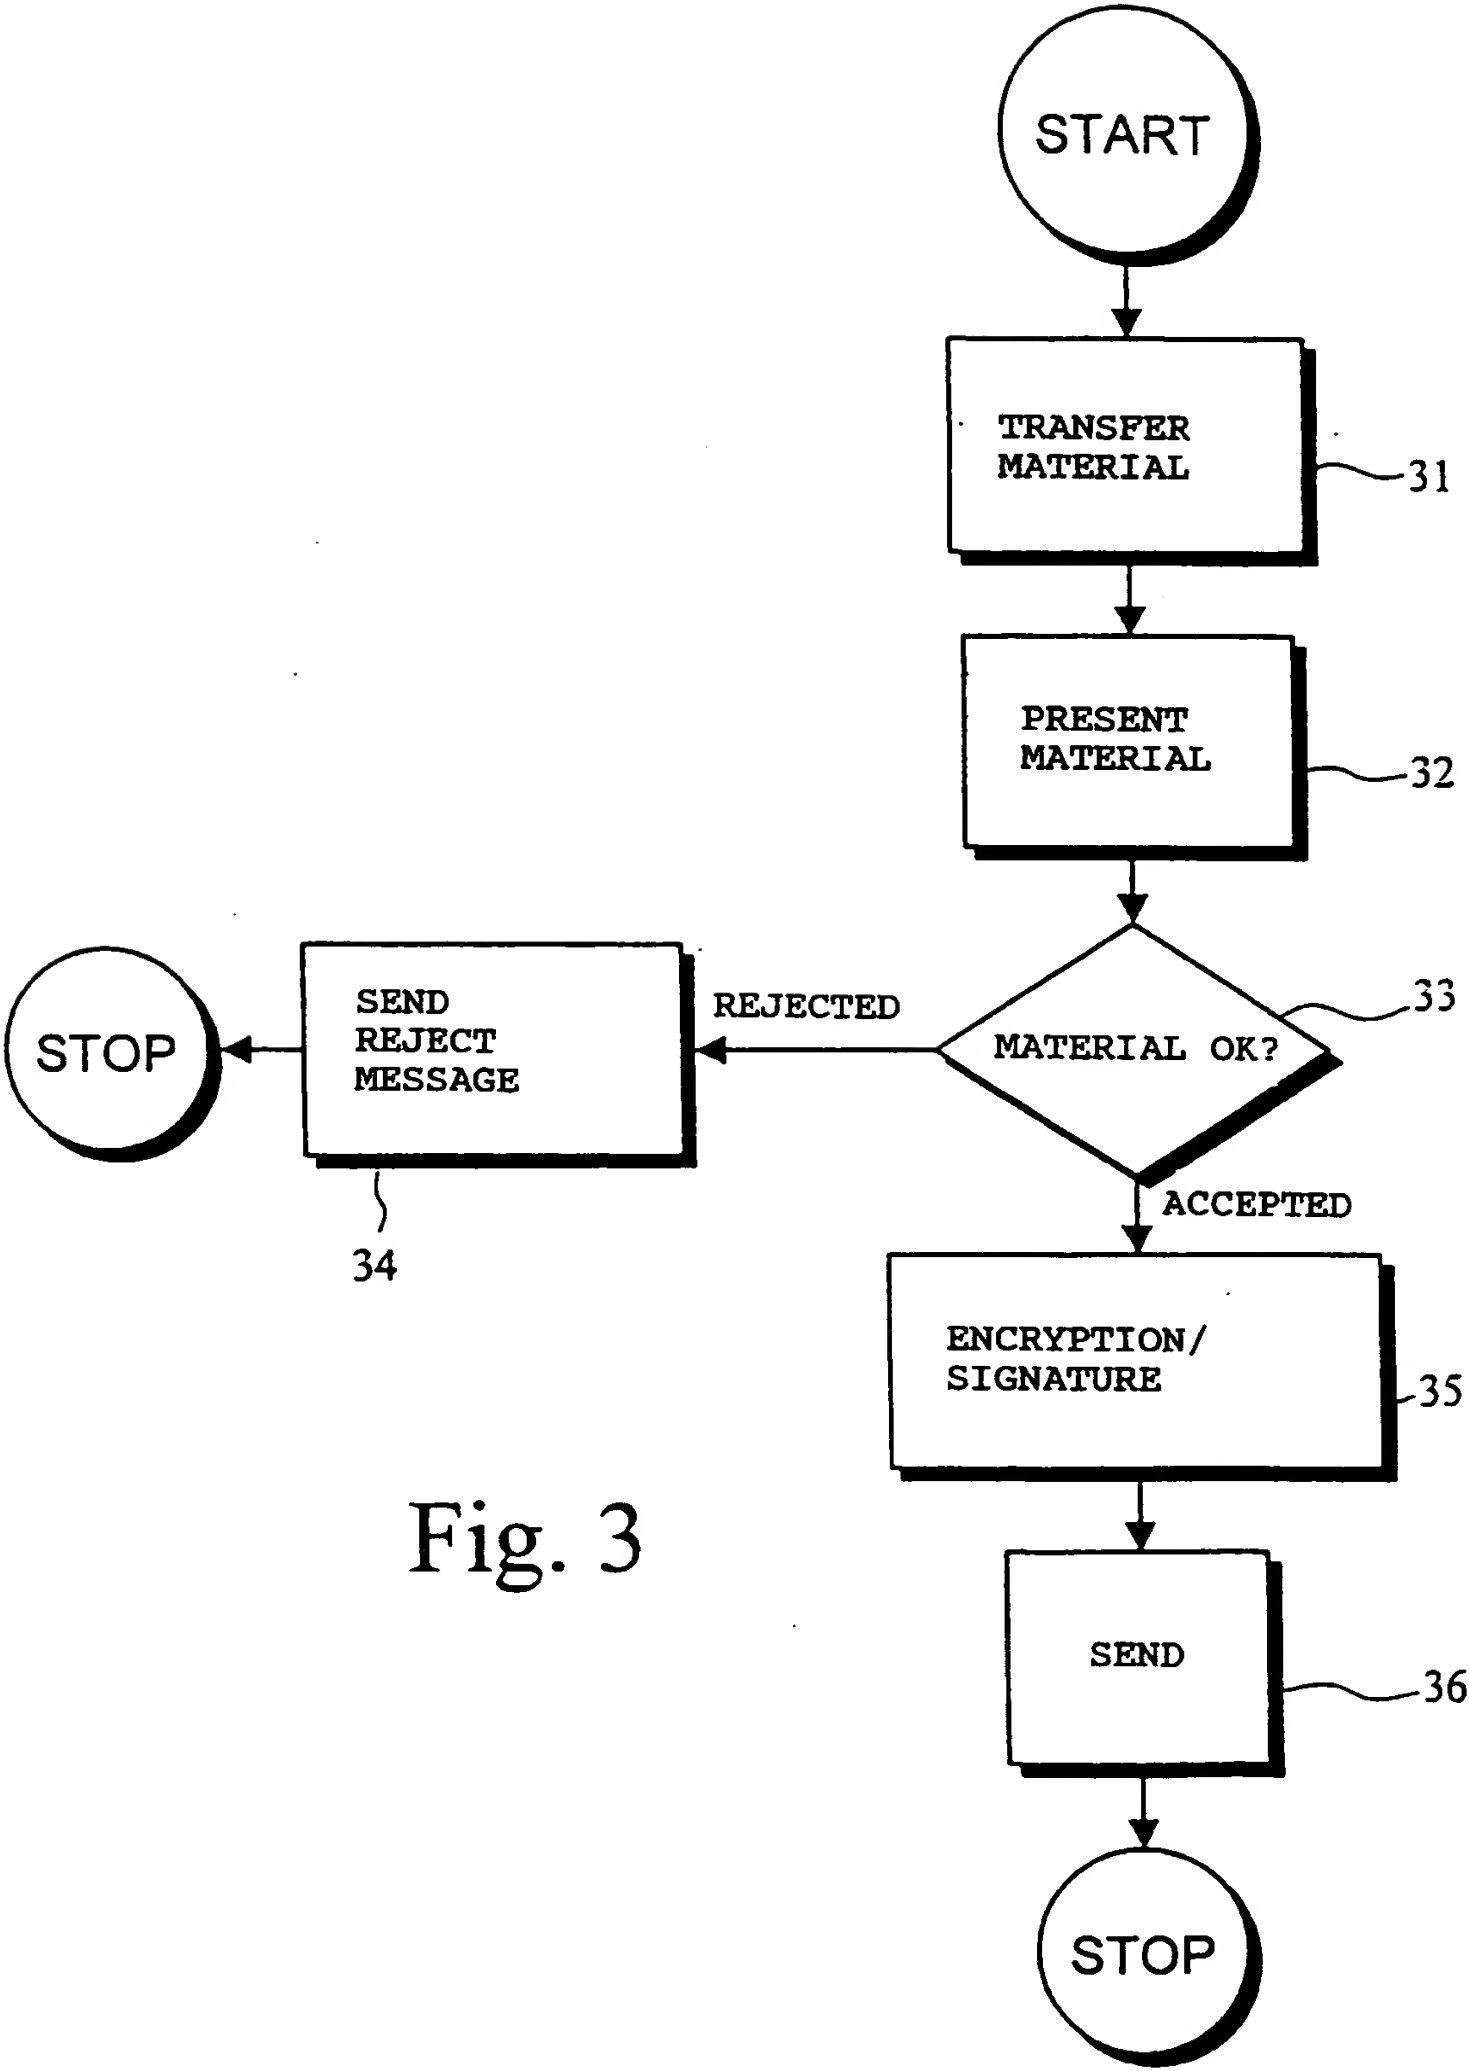 START
TRANSFER
MATERIAL
31
PRESENT
MATERIAL
32
MATERIAL OK?
33
REJECTED
SEND
REJECT
MESSAGE
34
STOP
ACCEPTED
ENCRYPTION/
SIGNATURE
35
SEND
36
STOP
Fig. 3